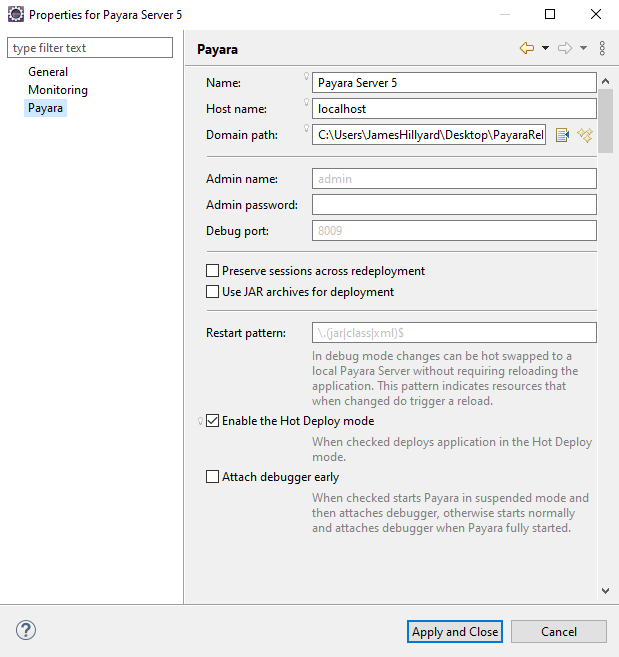 Properties for Payara Server 5
type filter text
General
Monitoring
Payara
Payara
Name:
Payara Server 5
Host name:
localhost
Domain path:
C:\Users\JamesHillyard\Desktop\PayaraRel
Admin name:
admin
Admin password:
Debug port:
8009
Preserve sessions across redeployment
Use JAR archives for deployment
Restart pattern:
\.(jar|class|xml)$
In debug mode changes can be hot swapped to a
local Payara Server without requiring reloading the
application. This pattern indicates resources that
when changed do trigger a reload.
Enable the Hot Deploy mode
When checked deploys application in the Hot Deploy
mode.
Attach debugger early
When checked starts Payara in suspended mode and
then attaches debugger, otherwise starts normally
and attaches debugger when Payara fully started.
?
Apply and Close
Cancel